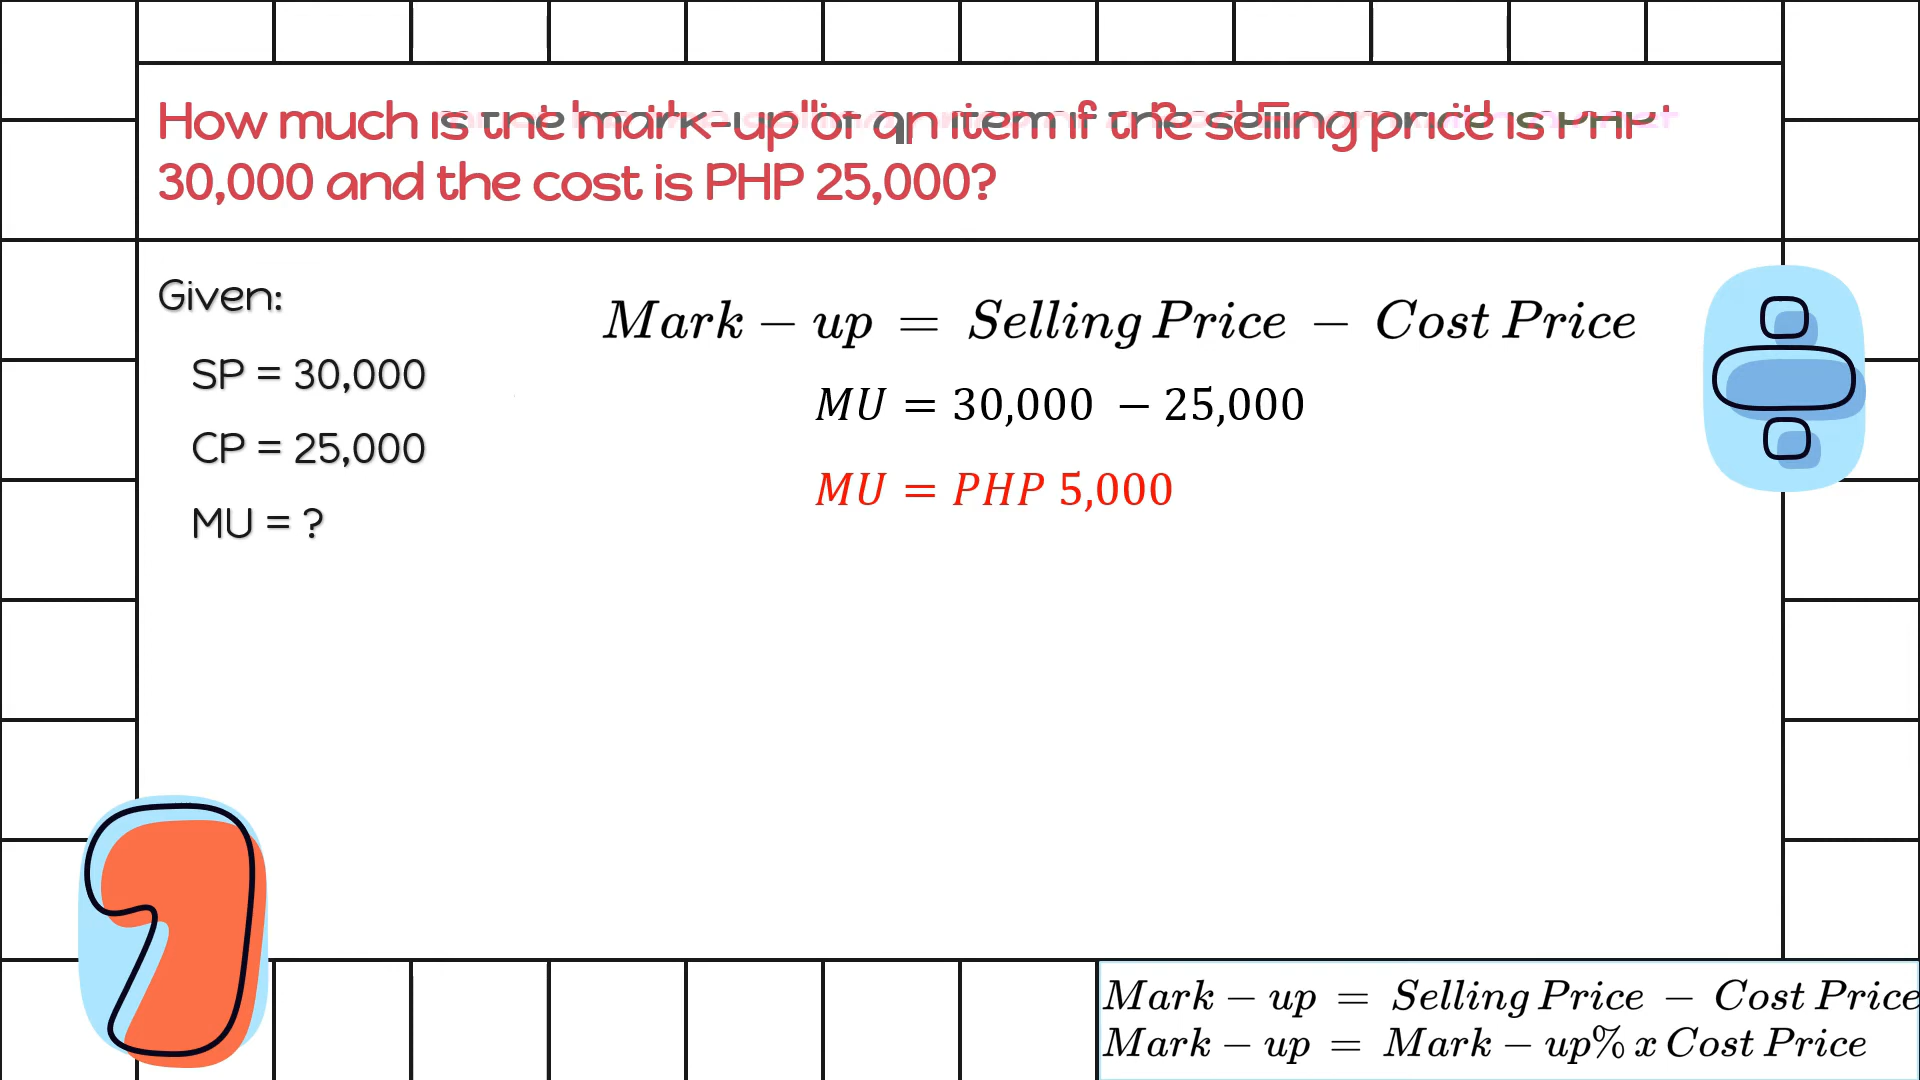 How much is the mark-up of an item if the selling price is PHP
30,000 and the cost is PHP 25,000?
Given:
SP = 30,000
CP = 25,000
MU = ?
Mark - up = Selling Price - Cost Price
MU = 30,000 - 25,000
MU = PHP 5,000
Mark - up = Selling Price - Cost Price
Mark - up = Mark - up% x Cost Price